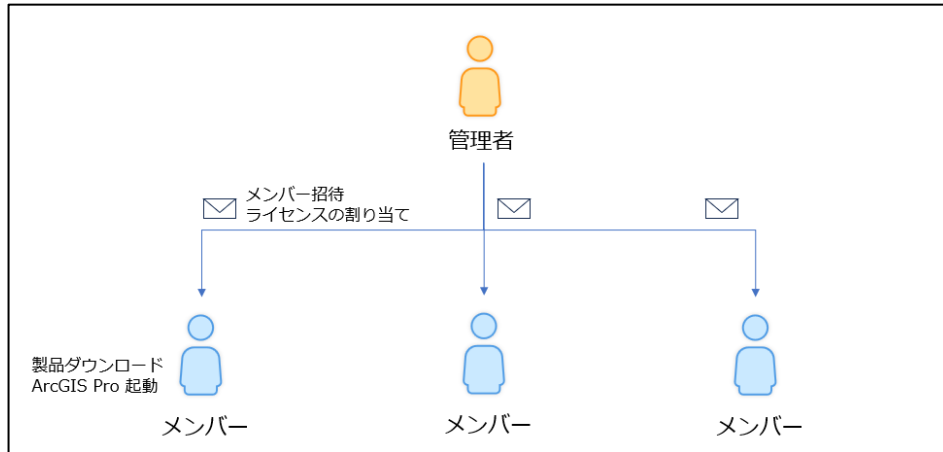 管理者
メンバー招待
ライセンスの割り当て
製品ダウンロード
ArcGIS Pro 起動
メンバー
メンバー
メンバー